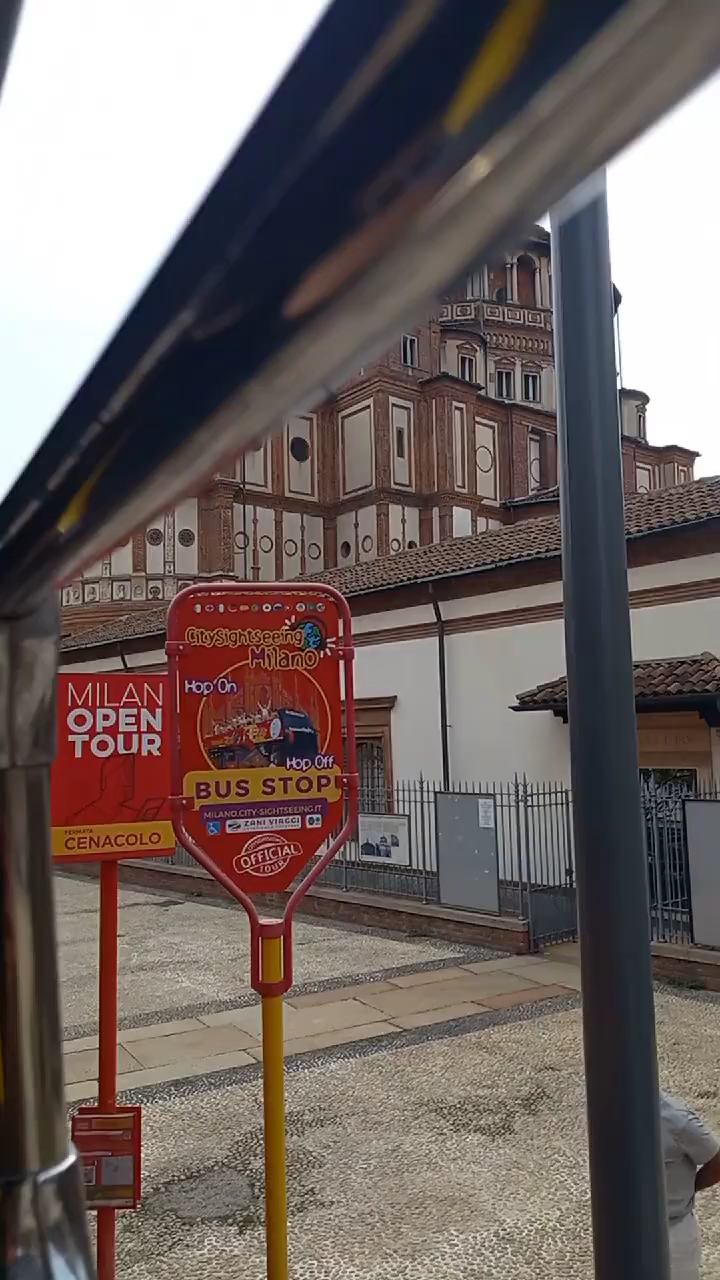 MILAN
OPEN
TOUR
FERMATA
CENACOLO
CitySightseeing
Milano
Hop On
Hop Off
BUS STOP
MILANO.CITY-SIGHTSEEING.IT
ZANI VIAGGI
OFFICIAL
TOUR